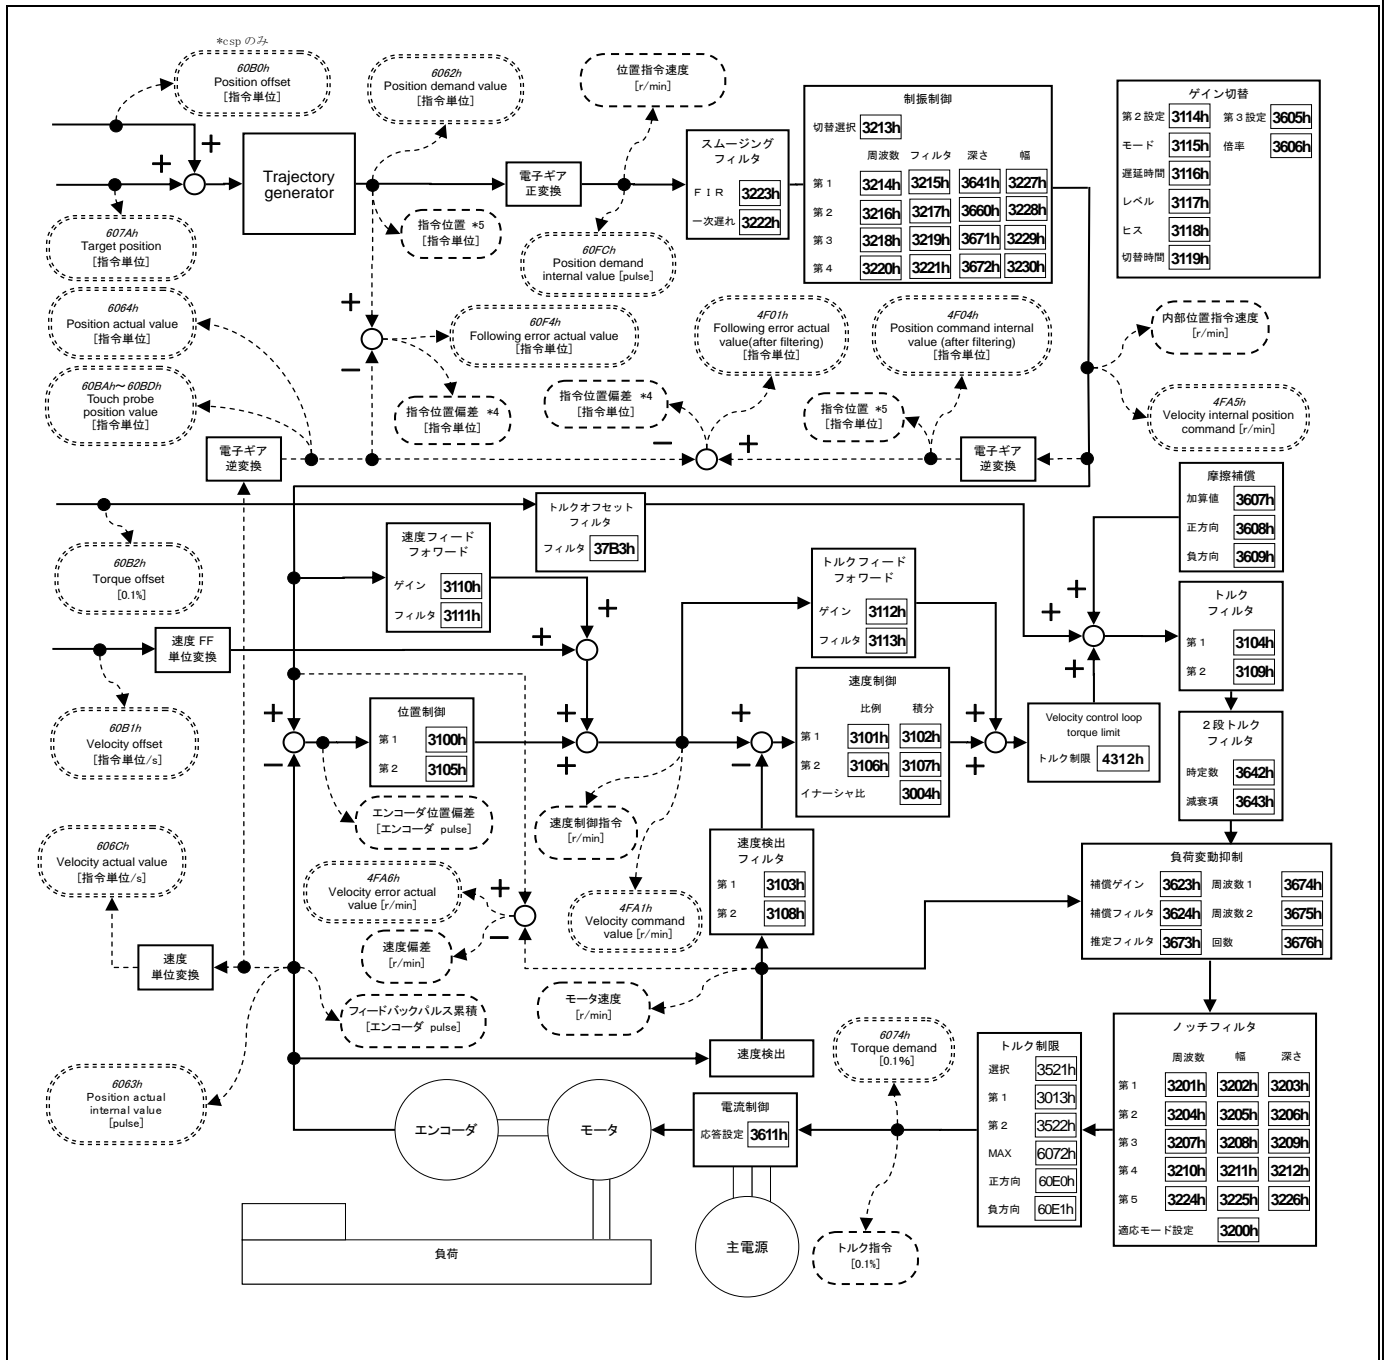 *csp のみ
60B0h
Position offset
[指令単位]
6062h
Position demand value
[指令単位]
位置指令速度
[r/min]
607Ah
Target position
[指令単位]
Trajectory
generator
電子ギア
正変換
指令位置 *5
[指令単位]
60FCh
Position demand
internal value [pulse]
スムージング
フィルタ
ＦＩＲ 3223h
一次遅れ 3222h
制振制御
切替選択 3213h
周波数 フィルタ 深さ 幅
第１ 3214h 3215h 3641h 3227h
第２ 3216h 3217h 3660h 3228h
第３ 3218h 3219h 3671h 3229h
第４ 3220h 3221h 3672h 3230h
ゲイン切替
第２設定 3114h 第３設定 3605h
モード 3115h 倍率 3606h
遅延時間 3116h
レベル 3117h
ヒス 3118h
切替時間 3119h
6064h
Position actual value
[指令単位]
60BAh～60BDh
Touch probe
position value
[指令単位]
+
+
+
−
60F4h
Following error actual value
[指令単位]
指令位置偏差 *4
[指令単位]
4F01h
Following error actual
value(after filtering)
[指令単位]
指令位置偏差 *4
[指令単位]
4F04h
Position command internal
value (after filtering)
[指令単位]
指令位置 *5
[指令単位]
内部位置指令速度
[r/min]
4FA5h
Velocity internal position
command [r/min]
−
+
電子ギア
逆変換
電子ギア
逆変換
摩擦補償
加算値 3607h
正方向 3608h
負方向 3609h
60B2h
Torque offset
[0.1%]
トルクオフセット
フィルタ
フィルタ 37B3h
速度フィード
フォワード
ゲイン 3110h
フィルタ 3111h
トルクフィード
フォワード
ゲイン 3112h
フィルタ 3113h
+
+
+
トルク
フィルタ
第１ 3104h
第２ 3109h
速度 FF
単位変換
+
+
60B1h
Velocity offset
[指令単位/s]
+
−
位置制御
第１ 3100h
第２ 3105h
+
+
+
−
速度制御
比例 積分
第１ 3101h 3102h
第２ 3106h 3107h
イナーシャ比 3004h
+
+
Velocity control loop
torque limit
トルク制限 4312h
２段トルク
フィルタ
時定数 3642h
減衰項 3643h
エンコーダ位置偏差
[エンコーダ pulse]
速度制御指令
[r/min]
速度検出
フィルタ
第１ 3103h
第２ 3108h
606Ch
Velocity actual value
[指令単位/s]
4FA6h
Velocity error actual
value [r/min]
+
−
速度偏差
[r/min]
4FA1h
Velocity command
value [r/min]
負荷変動抑制
補償ゲイン 3623h 周波数１ 3674h
補償フィルタ 3624h 周波数２ 3675h
推定フィルタ 3673h 回数 3676h
速度
単位変換
フィードバックパルス累積
[エンコーダ pulse]
モータ速度
[r/min]
速度検出
6063h
Position actual
internal value
[pulse]
6074h
Torque demand
[0.1%]
エンコーダ
モータ
電流制御
応答設定 3611h
トルク制限
選択 3521h
第１ 3013h
第２ 3522h
MAX 6072h
正方向 60E0h
負方向 60E1h
ノッチフィルタ
周波数 幅 深さ
第１ 3201h 3202h 3203h
第２ 3204h 3205h 3206h
第３ 3207h 3208h 3209h
第４ 3210h 3211h 3212h
第５ 3224h 3225h 3226h
適応モード設定 3200h
負荷
主電源
トルク指令
[0.1%]